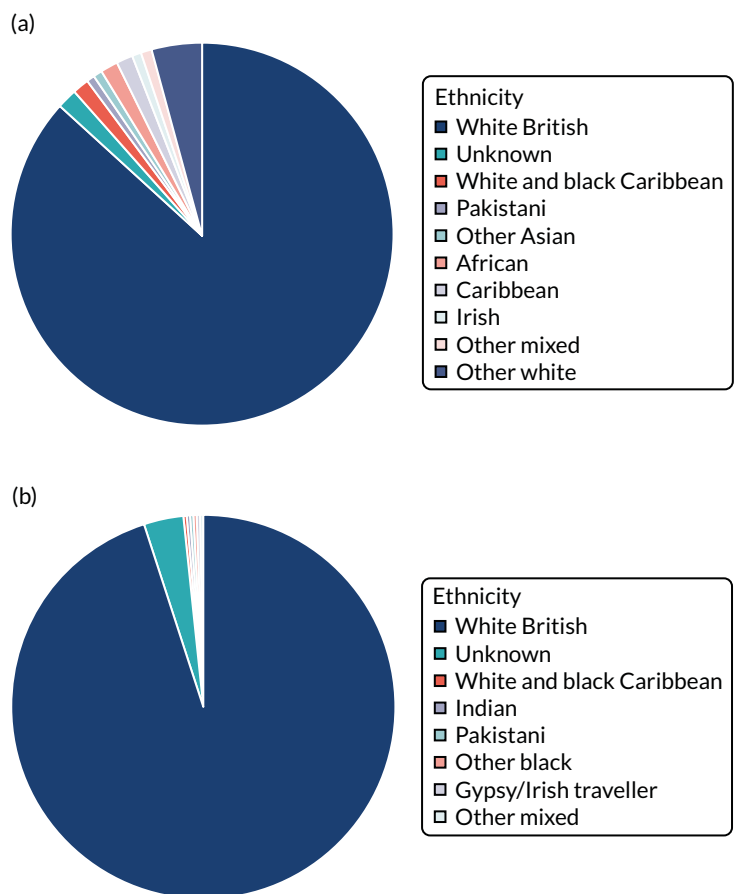 (a)
Ethnicity
White British
Unknown
White and black Caribbean
Pakistani
Other Asian
African
Caribbean
Irish
Other mixed
Other white
(b)
Ethnicity
White British
Unknown
White and black Caribbean
Indian
Pakistani
Other black
Gypsy/Irish traveller
Other mixed